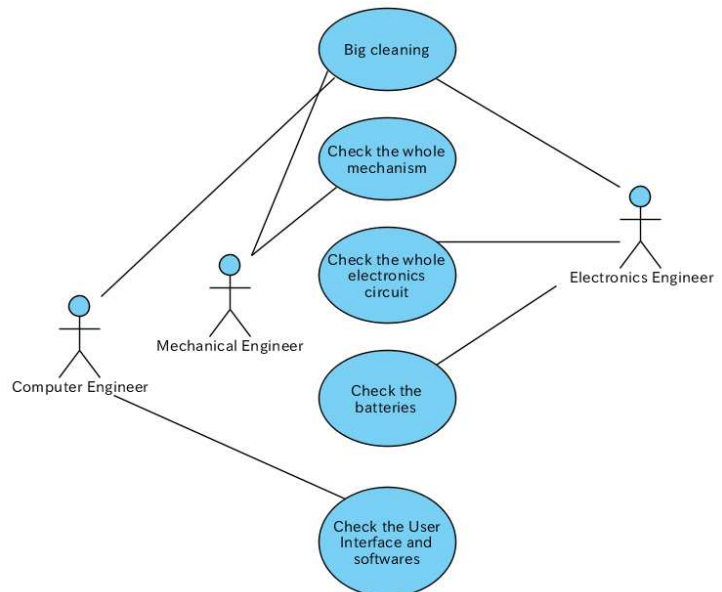 Big cleaning
Check the whole
mechanism
Check the whole
electronics
circuit
Electronics Engineer
Mechanical Engineer
Computer Engineer
Check the
batteries
Check the User
Interface and
softwares